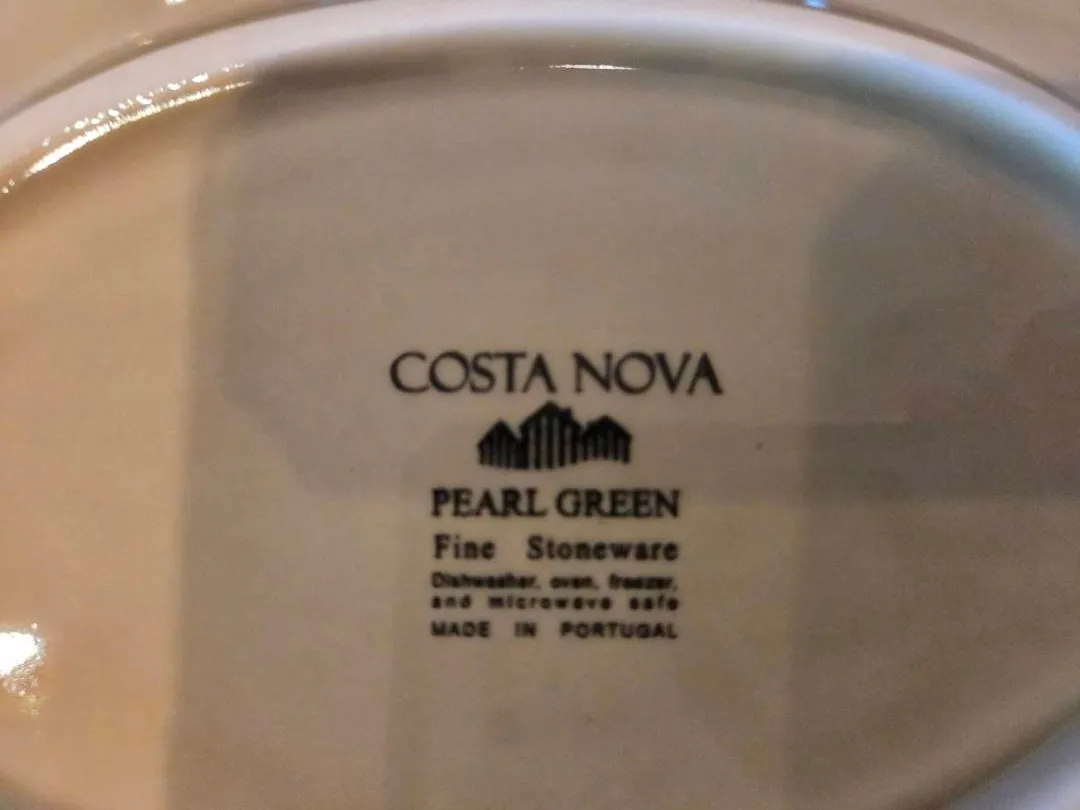 COSTA NOVA
PEARL GREEN
Fine Stoneware
Dishwasher, oven, freezer,
and microwave safe
MADE IN PORTUGAL